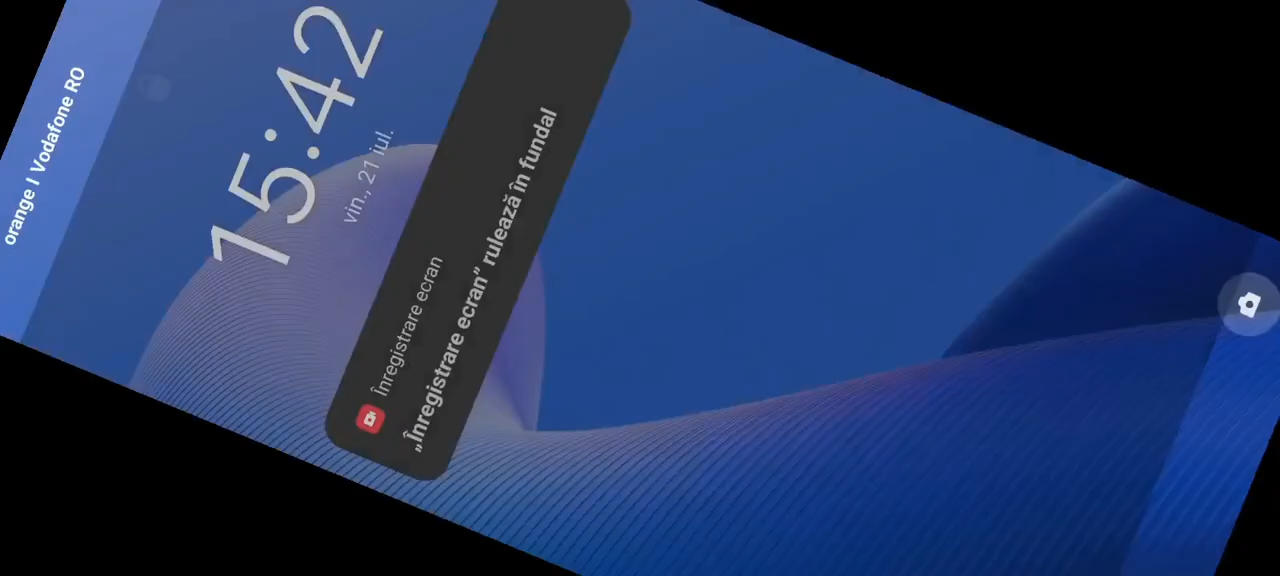 orange | Vodafone RO
15:42
vin., 21 iul.
Înregistrare ecran
„Înregistrare ecran” rulează în fundal